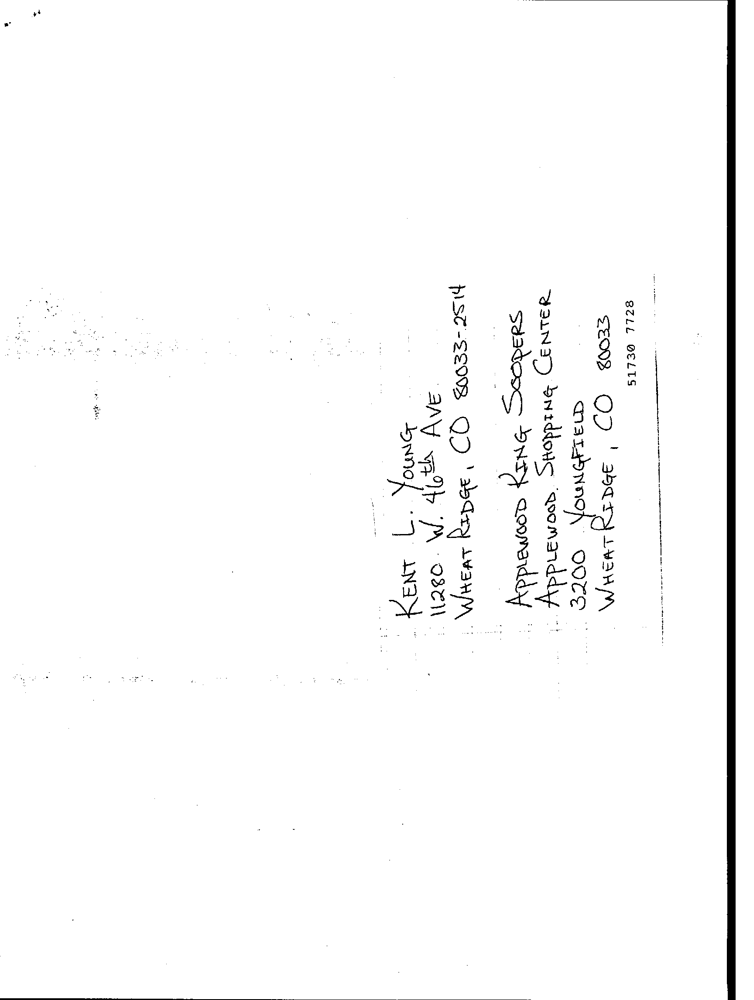 KENT L. YOUNG
11280 W. 46th AVE
WHEAT RIDGE, CO 80033-2514
APPLEWOOD KING SOOPERS
APPLEWOOD SHOPPING CENTER
3200 YOUNGFIELD
WHEAT RIDGE, CO 80033
51730 7728